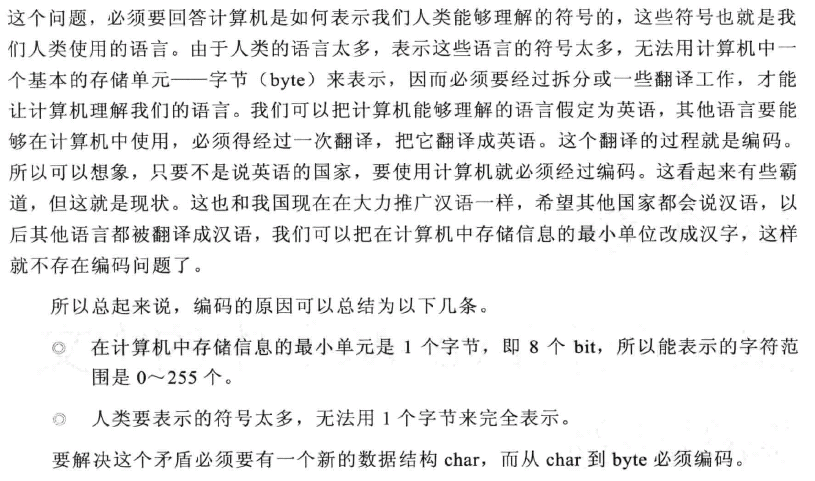 这个问题，必须要回答计算机是如何表示我们人类能够理解的符号的，这些符号也就是我
们人类使用的语言。由于人类的语言太多，表示这些语言的符号太多，无法用计算机中一
个基本的存储单元——字节（byte）来表示，因而必须要经过拆分或一些翻译工作，才能
让计算机理解我们的语言。我们可以把计算机能够理解的语言假定为英语，其他语言要能
够在计算机中使用，必须得经过一次翻译，把它翻译成英语。这个翻译的过程就是编码。
所以可以想象，只要不是说英语的国家，要使用计算机就必须经过编码。这看起来有些霸
道，但这就是现状。这也和我国现在在大力推广汉语一样，希望其他国家都会说汉语，以
后其他语言都被翻译成汉语，我们可以把在计算机中存储信息的最小单位改成汉字，这样
就不存在编码问题了。
所以总起来说，编码的原因可以总结为以下几条。
◎ 在计算机中存储信息的最小单元是 1 个字节，即 8 个 bit，所以能表示的字符范
围是 0～255 个。
◎ 人类要表示的符号太多，无法用 1 个字节来完全表示。
要解决这个矛盾必须要有一个新的数据结构 char，而从 char 到 byte 必须编码。